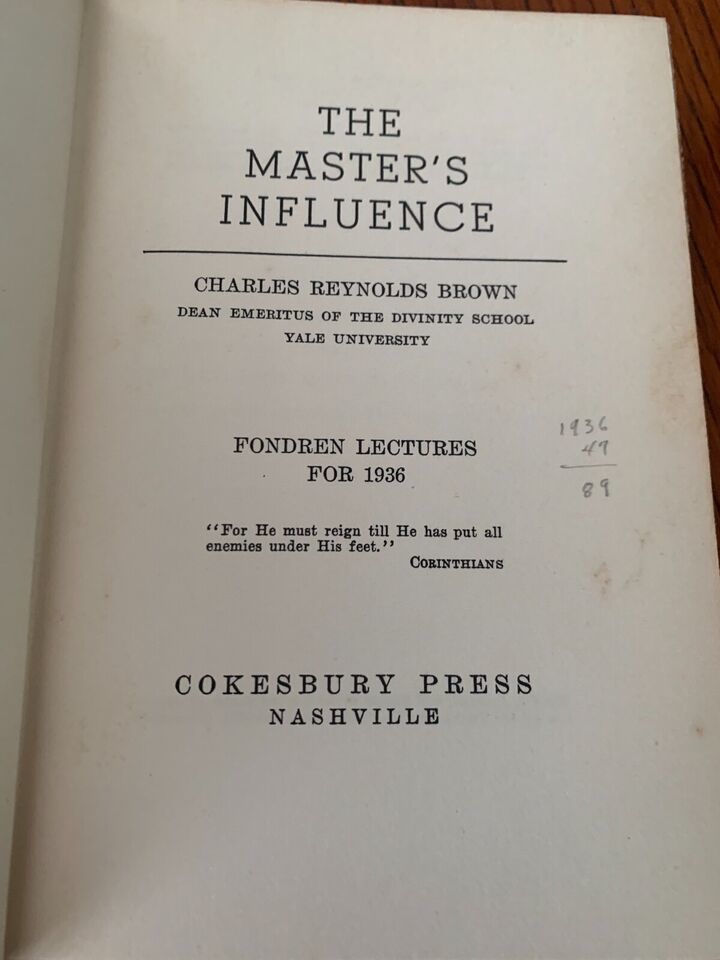 THE
MASTER'S
INFLUENCE
CHARLES REYNOLDS BROWN
DEAN EMERITUS OF THE DIVINITY SCHOOL
YALE UNIVERSITY
FONDREN LECTURES
FOR 1936
1936
49
89
"For He must reign till He has put all
enemies under His feet."
CORINTHIANS
COKESBURY PRESS
NASHVILLE